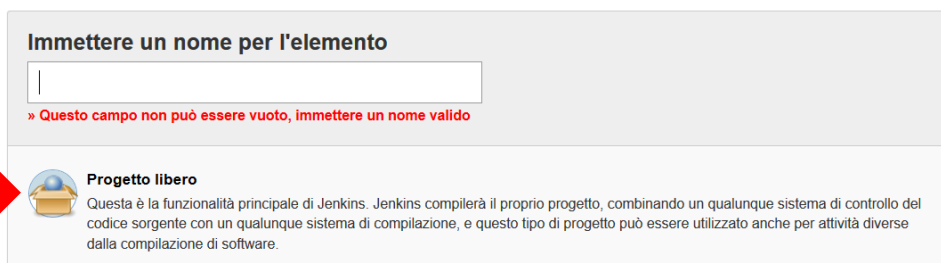 Immettere un nome per l'elemento
» Questo campo non può essere vuoto, immettere un nome valido
Progetto libero
Questa è la funzionalità principale di Jenkins. Jenkins compilerà il proprio progetto, combinando un qualunque sistema di controllo del
codice sorgente con un qualunque sistema di compilazione, e questo tipo di progetto può essere utilizzato anche per attività diverse
dalla compilazione di software.